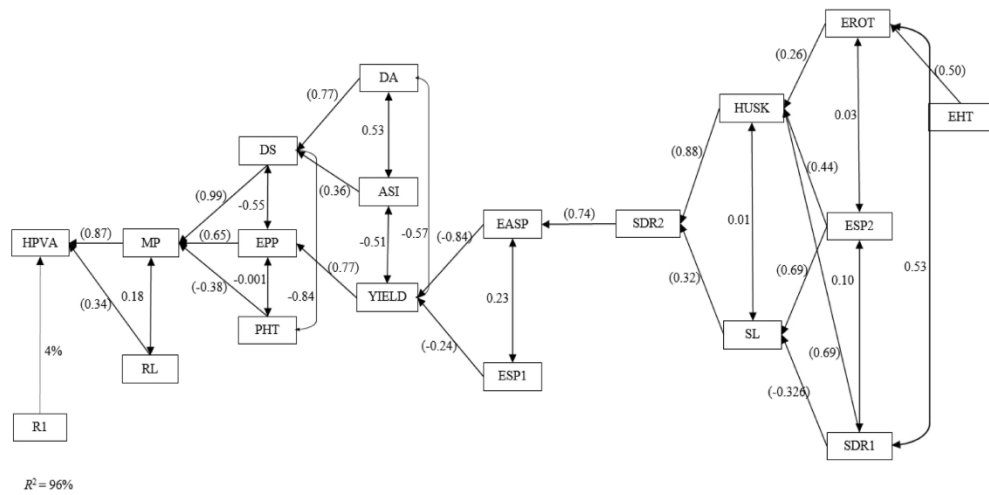 EROT
(0.26)
(0.50)
DA
(0.77)
HUSK
0.03
EHT
0.53
DS
(0.88)
(0.44)
(0.99)
(0.36)
ASI
-0.55
0.01
HPVA
(0.87)
MP
(0.65)
EPP
-0.51
-0.57
(-0.84)
EASP
(0.74)
SDR2
ESP2
(0.77)
0.53
-0.001
(0.69)
0.10
0.18
(-0.38)
-0.84
YIELD
0.23
(0.32)
(0.34)
PHT
SL
4%
(-0.24)
RL
ESP1
(0.69)
(-0.326)
R1
SDR1
R² = 96%